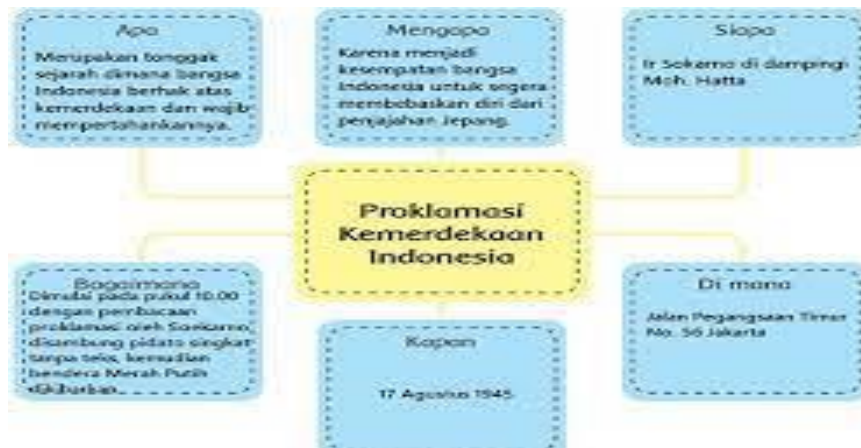 Apa
Merupakan tonggak
sejarah dimana bangsa
Indonesia berhak atas
kemerdekaan dan wajib
mempertahankannya.
Mengapa
Karena menjadi
kesempatan bangsa
Indonesia untuk segera
membebaskan diri dari
penjajahan Jepang.
Siapa
Ir Sokarno di dampingi
Moh. Hatta
Proklamasi
Kemerdekaan
Indonesia
Bagaimana
Dimulai pada pukul 10.00
dengan pembacaan
proklamasi oleh Soekarno,
disambung pidato singkat
tanpa teks, kemudian
bendera Merah Putih
dikibarkan.
Kapan
17 Agustus 1945
Di mana
Jalan Pegangsaan Timur
No. 56 Jakarta